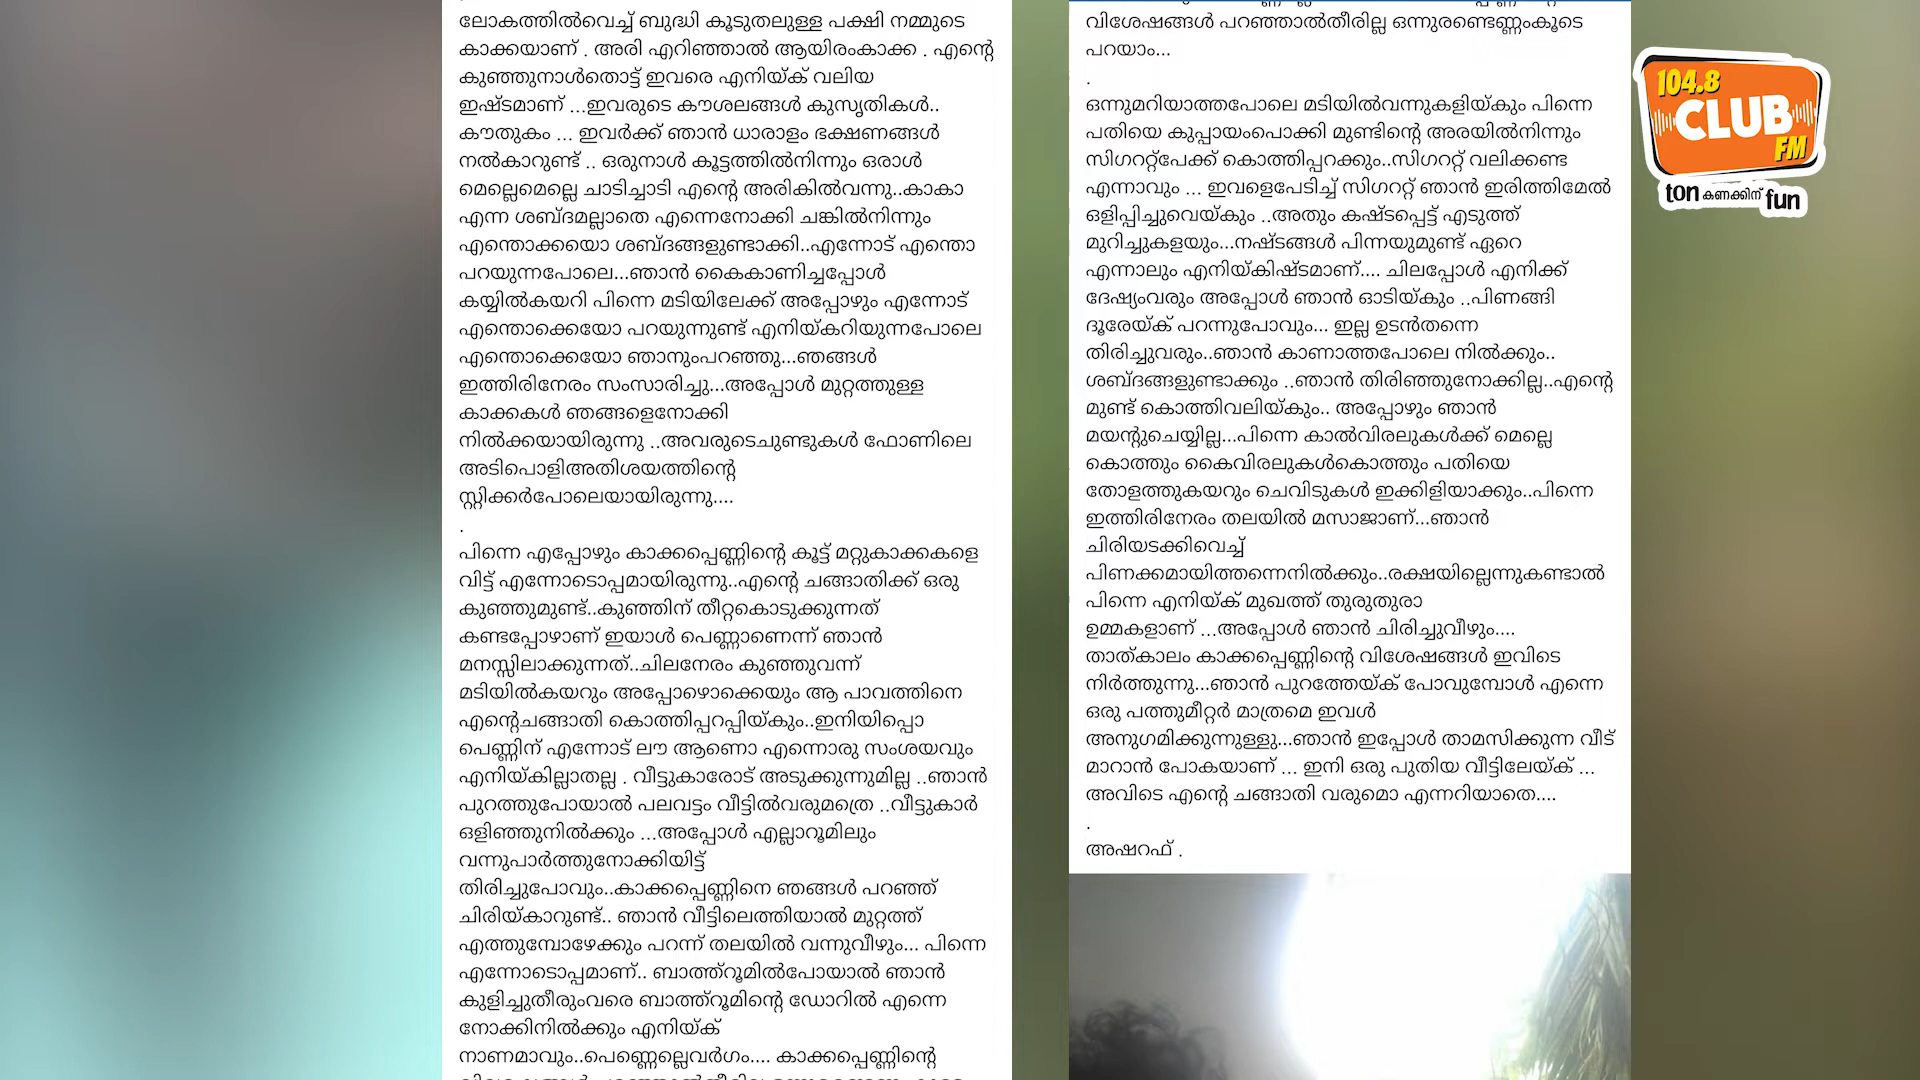 ലോകത്തിൽവെച്ച് ബുദ്ധി കൂടുതലുള്ള പക്ഷി നമ്മുടെ
കാക്കയാണ് . അരി എറിഞ്ഞാൽ ആയിരംകാക്ക . എന്റെ
കുഞ്ഞുനാൾതൊട്ട് ഇവരെ എനിയ്ക് വലിയ
ഇഷ്ടമാണ് ...ഇവരുടെ കൗശലങ്ങൾ കുസൃതികൾ..
കൗതുകം ... ഇവർക്ക് ഞാൻ ധാരാളം ഭക്ഷണങ്ങൾ
നൽകാറുണ്ട് .. ഒരുനാൾ കൂട്ടത്തിൽനിന്നും ഒരാൾ
മെല്ലെമെല്ലെ ചാടിച്ചാടി എന്റെ അരികിൽവന്നു..കാകാ
എന്ന ശബ്ദമല്ലാതെ എന്നെനോക്കി ചങ്കിൽനിന്നും
എന്തൊക്കയൊ ശബ്ദങ്ങളുണ്ടാക്കി..എന്നോട് എന്തൊ
പറയുന്നപോലെ...ഞാൻ കൈകാണിച്ചപ്പോൾ
കയ്യിൽകയറി പിന്നെ മടിയിലേക്ക് അപ്പോഴും എന്നോട്
എന്തൊക്കെയോ പറയുന്നുണ്ട് എനിയ്കറിയുന്നപോലെ
എന്തൊക്കെയോ ഞാനുംപറഞ്ഞു...ഞങ്ങൾ
ഇത്തിരിനേരം സംസാരിച്ചു...അപ്പോൾ മുറ്റത്തുള്ള
കാക്കകൾ ഞങ്ങളെനോക്കി
നിൽക്കയായിരുന്നു ..അവരുടെചുണ്ടുകൾ ഫോണിലെ
അടിപൊളിഅതിശയത്തിന്റെ
സ്റ്റിക്കർപോലെയായിരുന്നു....
.
പിന്നെ എപ്പോഴും കാക്കപ്പെണ്ണിന്റെ കൂട്ട് മറ്റുകാക്കകളെ
വിട്ട് എന്നോടൊപ്പമായിരുന്നു..എന്റെ ചങ്ങാതിക്ക് ഒരു
കുഞ്ഞുമുണ്ട്..കുഞ്ഞിന് തീറ്റകൊടുക്കുന്നത്
കണ്ടപ്പോഴാണ് ഇയാൾ പെണ്ണാണെന്ന് ഞാൻ
മനസ്സിലാക്കുന്നത്..ചിലനേരം കുഞ്ഞുവന്ന്
മടിയിൽകയറും അപ്പോഴൊക്കെയും ആ പാവത്തിനെ
എന്റെചങ്ങാതി കൊത്തിപ്പറപ്പിയ്കും..ഇനിയിപ്പൊ
പെണ്ണിന് എന്നോട് ലൗ ആണൊ എന്നൊരു സംശയവും
എനിയ്കില്ലാതല്ല . വീട്ടുകാരോട് അടുക്കുന്നുമില്ല ..ഞാൻ
പുറത്തുപോയാൽ പലവട്ടം വീട്ടിൽവരുമത്രെ ..വീട്ടുകാർ
ഒളിഞ്ഞുനിൽക്കും ...അപ്പോൾ എല്ലാറൂമിലും
വന്നുപാർത്തുനോക്കിയിട്ട്
തിരിച്ചുപോവും..കാക്കപ്പെണ്ണിനെ ഞങ്ങൾ പറഞ്ഞ്
ചിരിയ്കാറുണ്ട്.. ഞാൻ വീട്ടിലെത്തിയാൽ മുറ്റത്ത്
എത്തുമ്പോഴേക്കും പറന്ന് തലയിൽ വന്നുവീഴും... പിന്നെ
എന്നോടൊപ്പമാണ്.. ബാത്ത്റൂമിൽപോയാൽ ഞാൻ
കുളിച്ചുതീരുംവരെ ബാത്ത്റൂമിന്റെ ഡോറിൽ എന്നെ
നോക്കിനിൽക്കും എനിയ്ക്
നാണമാവും..പെണ്ണെല്ലെവർഗം.... കാക്കപ്പെണ്ണിന്റെ
വിശേഷങ്ങൾ പറഞ്ഞാൽതീരില്ല ഒന്നുരണ്ടെണ്ണംകൂടെ
പറയാം...
.
ഒന്നുമറിയാത്തപോലെ മടിയിൽവന്നുകളിയ്കും പിന്നെ
പതിയെ കുപ്പായംപൊക്കി മുണ്ടിന്റെ അരയിൽനിന്നും
സിഗററ്റ്പേക്ക് കൊത്തിപ്പറക്കും..സിഗററ്റ് വലിക്കണ്ട
എന്നാവും ... ഇവളെപേടിച്ച് സിഗററ്റ് ഞാൻ ഇരിത്തിമേൽ
ഒളിപ്പിച്ചുവെയ്കും ..അതും കഷ്ടപ്പെട്ട് എടുത്ത്
മുറിച്ചുകളയും...നഷ്ടങ്ങൾ പിന്നയുമുണ്ട് ഏറെ
എന്നാലും എനിയ്കിഷ്ടമാണ്.... ചിലപ്പോൾ എനിക്ക്
ദേഷ്യംവരും അപ്പോൾ ഞാൻ ഓടിയ്കും ..പിണങ്ങി
ദൂരേയ്ക് പറന്നുപോവും... ഇല്ല ഉടൻതന്നെ
തിരിച്ചുവരും..ഞാൻ കാണാത്തപോലെ നിൽക്കും..
ശബ്ദങ്ങളുണ്ടാക്കും ..ഞാൻ തിരിഞ്ഞുനോക്കില്ല..എന്റെ
മുണ്ട് കൊത്തിവലിയ്കും.. അപ്പോഴും ഞാൻ
മയന്റുചെയ്യില്ല...പിന്നെ കാൽവിരലുകൾക്ക് മെല്ലെ
കൊത്തും കൈവിരലുകൾകൊത്തും പതിയെ
തോളത്തുകയറും ചെവിടുകൾ ഇക്കിളിയാക്കും..പിന്നെ
ഇത്തിരിനേരം തലയിൽ മസാജാണ്...ഞാൻ
ചിരിയടക്കിവെച്ച്
പിണക്കമായിത്തന്നെനിൽക്കും..രക്ഷയില്ലെന്നുകണ്ടാൽ
പിന്നെ എനിയ്ക് മുഖത്ത് തുരുതുരാ
ഉമ്മകളാണ് ...അപ്പോൾ ഞാൻ ചിരിച്ചുവീഴും....
താത്കാലം കാക്കപ്പെണ്ണിന്റെ വിശേഷങ്ങൾ ഇവിടെ
നിർത്തുന്നു...ഞാൻ പുറത്തേയ്ക് പോവുമ്പോൾ എന്നെ
ഒരു പത്തുമീറ്റർ മാത്രമെ ഇവൾ
അനുഗമിക്കുന്നുള്ളു...ഞാൻ ഇപ്പോൾ താമസിക്കുന്ന വീട്
മാറാൻ പോകയാണ് ... ഇനി ഒരു പുതിയ വീട്ടിലേയ്ക് ...
അവിടെ എന്റെ ചങ്ങാതി വരുമൊ എന്നറിയാതെ....
.
അഷറഫ് .
104.8
CLUB
FM
ton കണക്കിന് fun